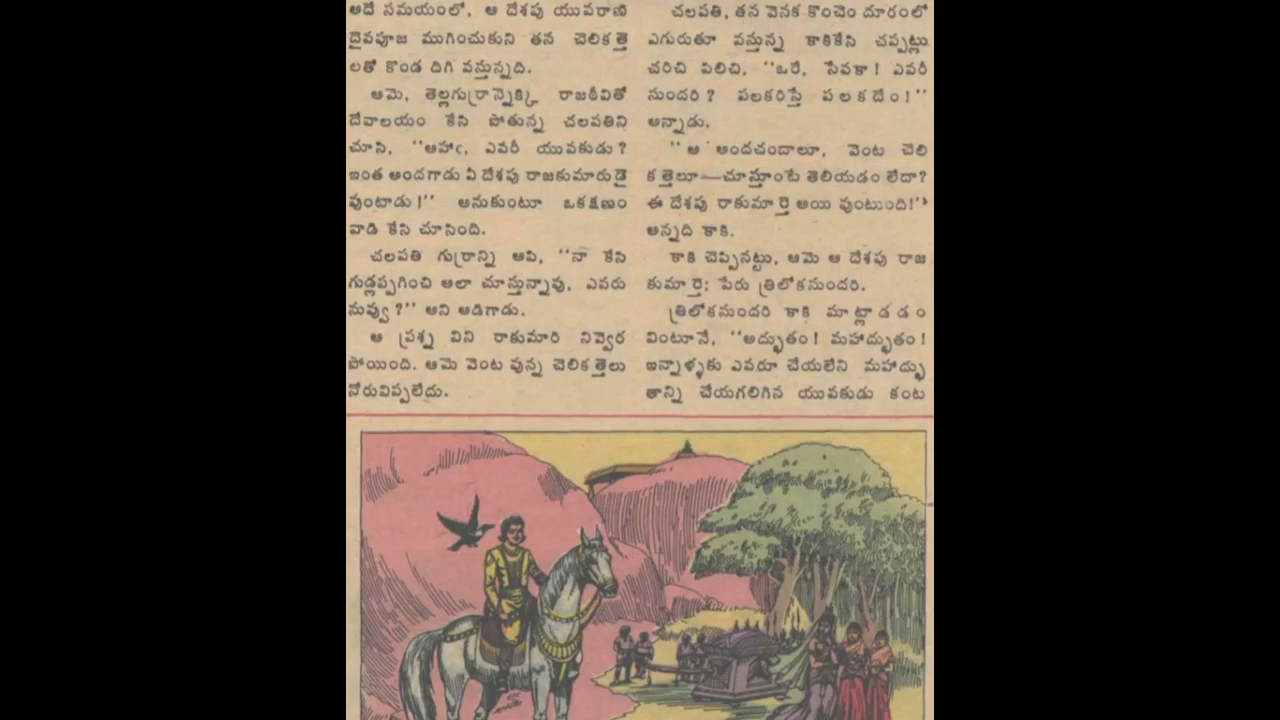 అదే సమయంలో, ఆ దేశపు యువరాణి
దైవపూజ ముగించుకుని తన చెలికత్తె
లతో కొండ దిగి వస్తున్నది.
ఆమె, తెల్లగుర్రాన్నెక్కి రాజఠీవితో
దేవాలయం కేసి పోతున్న చలపతిని
చూసి, ‘‘ఆహాఁ, ఎవరీ యువకుడు?
ఇంత అందగాడు ఏ దేశపు రాజకుమారుడై
వుంటాడు!’’ అనుకుంటూ ఒకక్షణం
వాడి కేసి చూసింది.
చలపతి గుర్రాన్ని ఆపి, ‘‘నా కేసి
గుడ్లప్పగించి అలా చూస్తున్నావు, ఎవరు
నువ్వు?’’ అని అడిగాడు.
ఆ ప్రశ్న విని రాకుమారి నివ్వెర
పోయింది. ఆమె వెంట వున్న చెలికత్తెలు
నోరువిప్పలేదు.
చలపతి, తన వెనక కొంచెం దూరంలో
ఎగురుతూ వస్తున్న కాకికేసి చప్పట్లు
చరిచి పిలిచి, ‘‘ఒరే, సేవకా! ఎవరీ
సుందరి? పలకరిస్తే పలకదేం!’’
అన్నాడు.
‘‘ఆ అందచందాలూ, వెంట చెలి
కత్తెలూ—చూస్తూంటే తెలియడం లేదా?
ఈ దేశపు రాకుమార్తె అయి వుంటుంది!’’
అన్నది కాకి.
కాకి చెప్పినట్టు, ఆమె ఆ దేశపు రాజ
కుమార్తె; పేరు త్రిలోకసుందరి.
త్రిలోకసుందరి కాకి మాట్లాడడం
వింటూనే, ‘‘అద్భుతం! మహాద్భుతం!
ఇన్నాళ్ళకు ఎవరూ చేయలేని మహాద్భు
తాన్ని చేయగలిగిన యువకుడు కంట